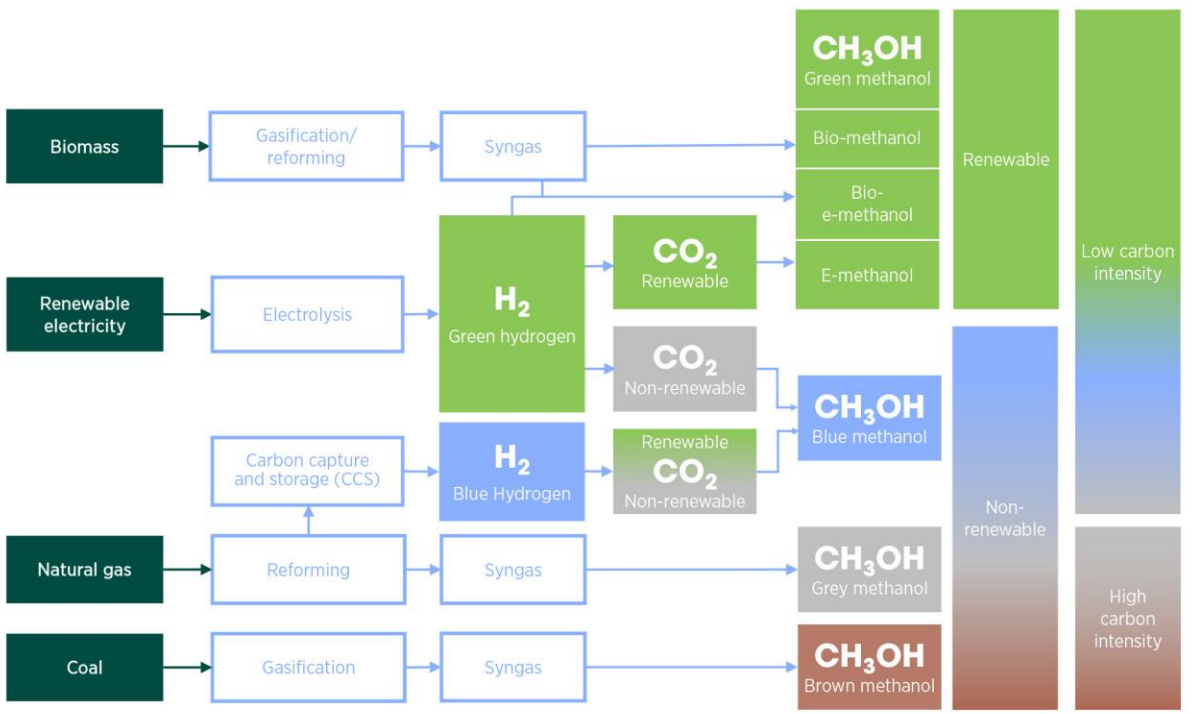 CH₃OH
Green methanol
Biomass
Gasification/
reforming
Syngas
Bio-methanol
Renewable
Bio-
e-methanol
Renewable
electricity
Electrolysis
H₂
Green hydrogen
CO₂
Renewable
E-methanol
Low carbon
intensity
CO₂
Non-renewable
CH₃OH
Blue methanol
Carbon capture
and storage (CCS)
H₂
Blue Hydrogen
Renewable
CO₂
Non-renewable
Non-
renewable
Natural gas
Reforming
Syngas
CH₃OH
Grey methanol
High
carbon
intensity
Coal
Gasification
Syngas
CH₃OH
Brown methanol